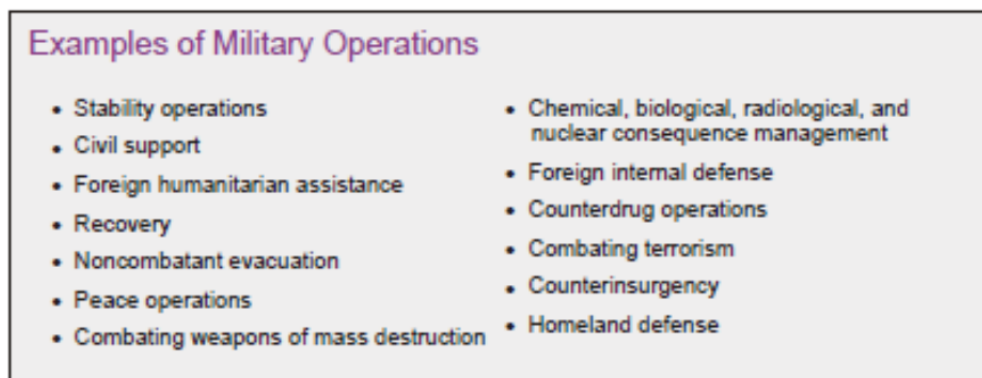 Examples of Military Operations
• Stability operations
• Civil support
• Foreign humanitarian assistance
• Recovery
• Noncombatant evacuation
• Peace operations
• Combating weapons of mass destruction
• Chemical, biological, radiological, and
nuclear consequence management
• Foreign internal defense
• Counterdrug operations
• Combating terrorism
• Counterinsurgency
• Homeland defense